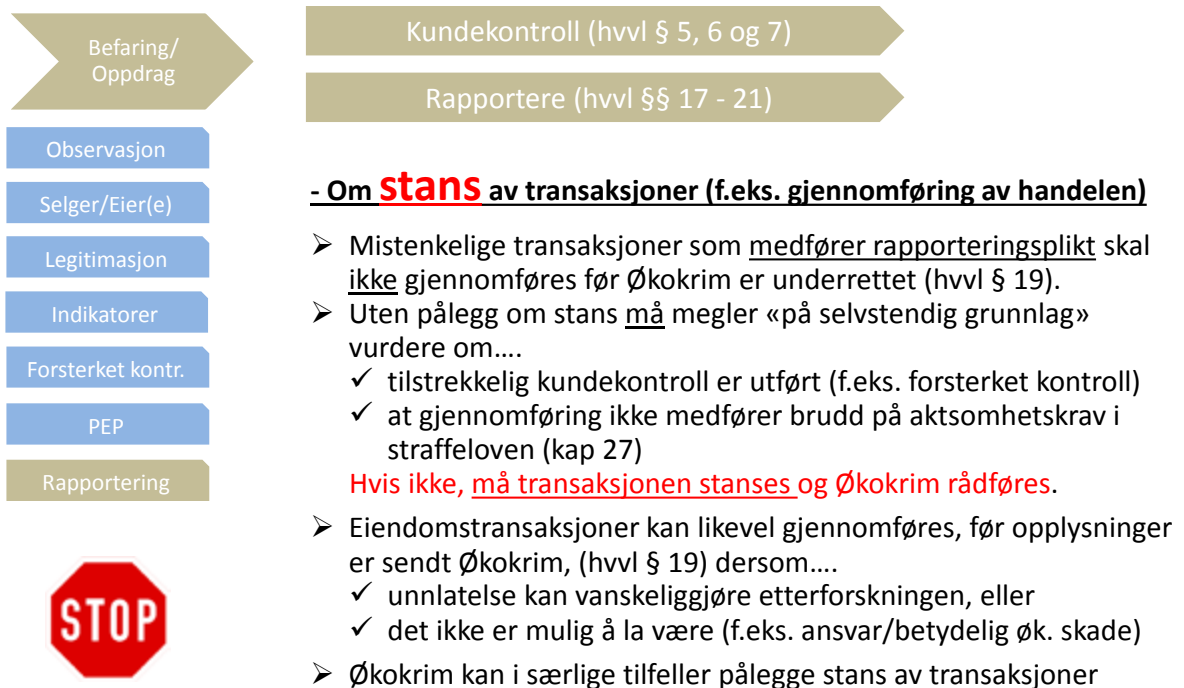 Befaring/
Oppdrag
Kundekontroll (hvvl § 5, 6 og 7)
Rapportere (hvvl §§ 17 - 21)
Observasjon
Selger/Eier(e)
Legitimasjon
Indikatorer
Forsterket kontr.
PEP
Rapportering
STOP
- Om stans av transaksjoner (f.eks. gjennomføring av handelen)
➢ Mistenkelige transaksjoner som medfører rapporteringsplikt skal
ikke gjennomføres før Økokrim er underrettet (hvvl § 19).
➢ Uten pålegg om stans må megler «på selvstendig grunnlag»
vurdere om….
✓ tilstrekkelig kundekontroll er utført (f.eks. forsterket kontroll)
✓ at gjennomføring ikke medfører brudd på aktsomhetskrav i
straffeloven (kap 27)
Hvis ikke, må transaksjonen stanses og Økokrim rådføres.
➢ Eiendomstransaksjoner kan likevel gjennomføres, før opplysninger
er sendt Økokrim, (hvvl § 19) dersom….
✓ unnlatelse kan vanskeliggjøre etterforskningen, eller
✓ det ikke er mulig å la være (f.eks. ansvar/betydelig øk. skade)
➢ Økokrim kan i særlige tilfeller pålegge stans av transaksjoner